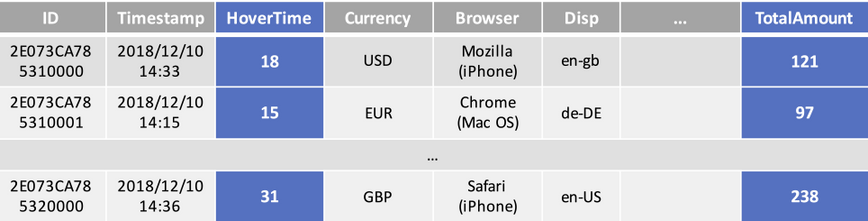 ID Timestamp HoverTime Currency Browser Disp ... TotalAmount
2E073CA78 2018/12/10 Mozilla
5310000 14:33 18 USD (iPhone) en-gb 121
2E073CA78 2018/12/10 Chrome
5310001 14:15 15 EUR (Mac OS) de-DE 97
...
2E073CA78 2018/12/10 Safari
5320000 14:36 31 GBP (iPhone) en-US 238